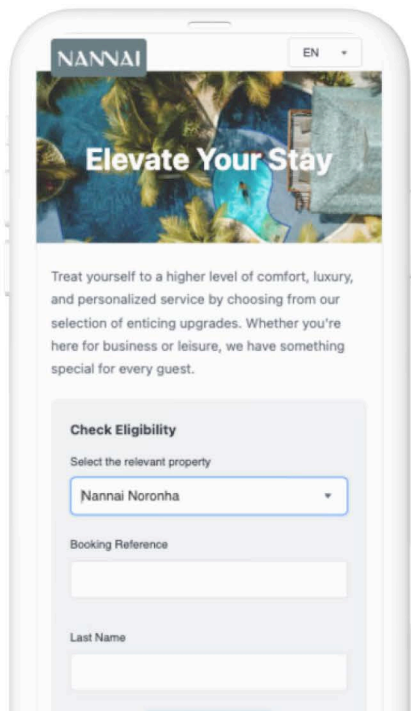 NANNAI
EN
Elevate Your Stay
Treat yourself to a higher level of comfort, luxury,
and personalized service by choosing from our
selection of enticing upgrades. Whether you're
here for business or leisure, we have something
special for every guest.
Check Eligibility
Select the relevant property
Nannai Noronha
Booking Reference
Last Name